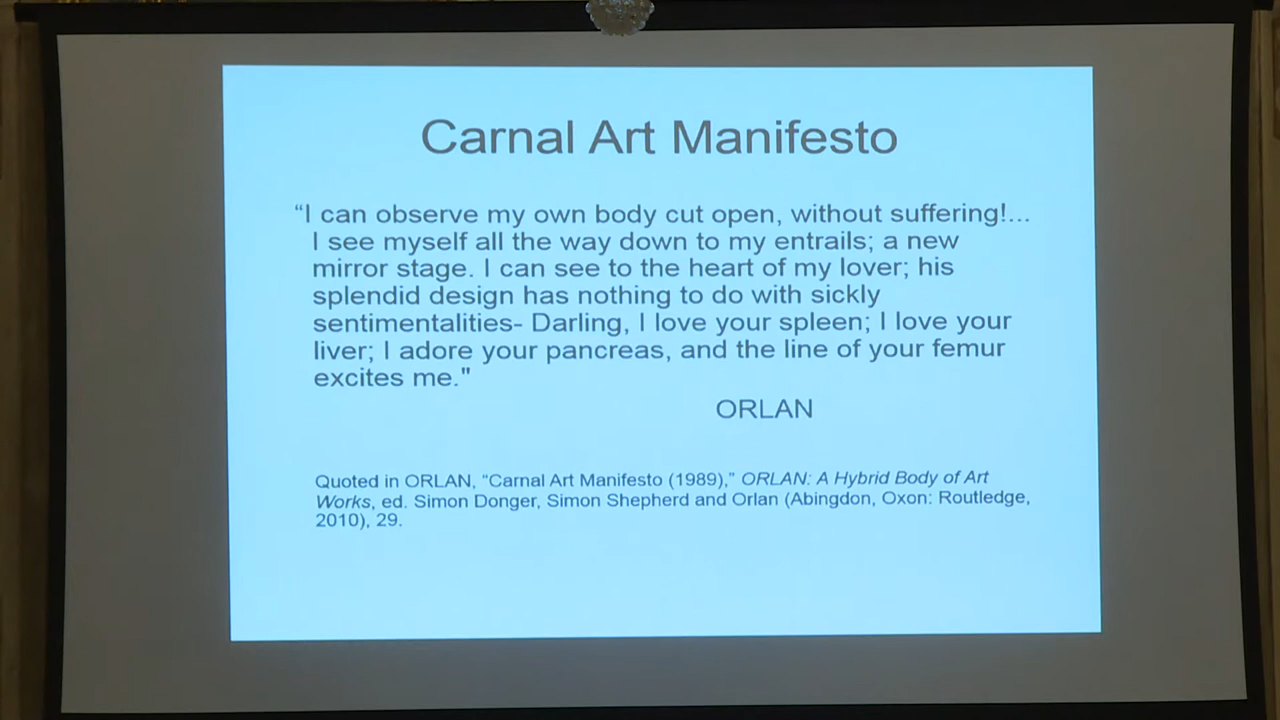 Carnal Art Manifesto
“I can observe my own body cut open, without suffering!...
I see myself all the way down to my entrails; a new
mirror stage. I can see to the heart of my lover; his
splendid design has nothing to do with sickly
sentimentalities- Darling, I love your spleen; I love your
liver; I adore your pancreas, and the line of your femur
excites me."
ORLAN
Quoted in ORLAN, “Carnal Art Manifesto (1989),” ORLAN: A Hybrid Body of Art
Works, ed. Simon Donger, Simon Shepherd and Orlan (Abingdon, Oxon: Routledge,
2010), 29.